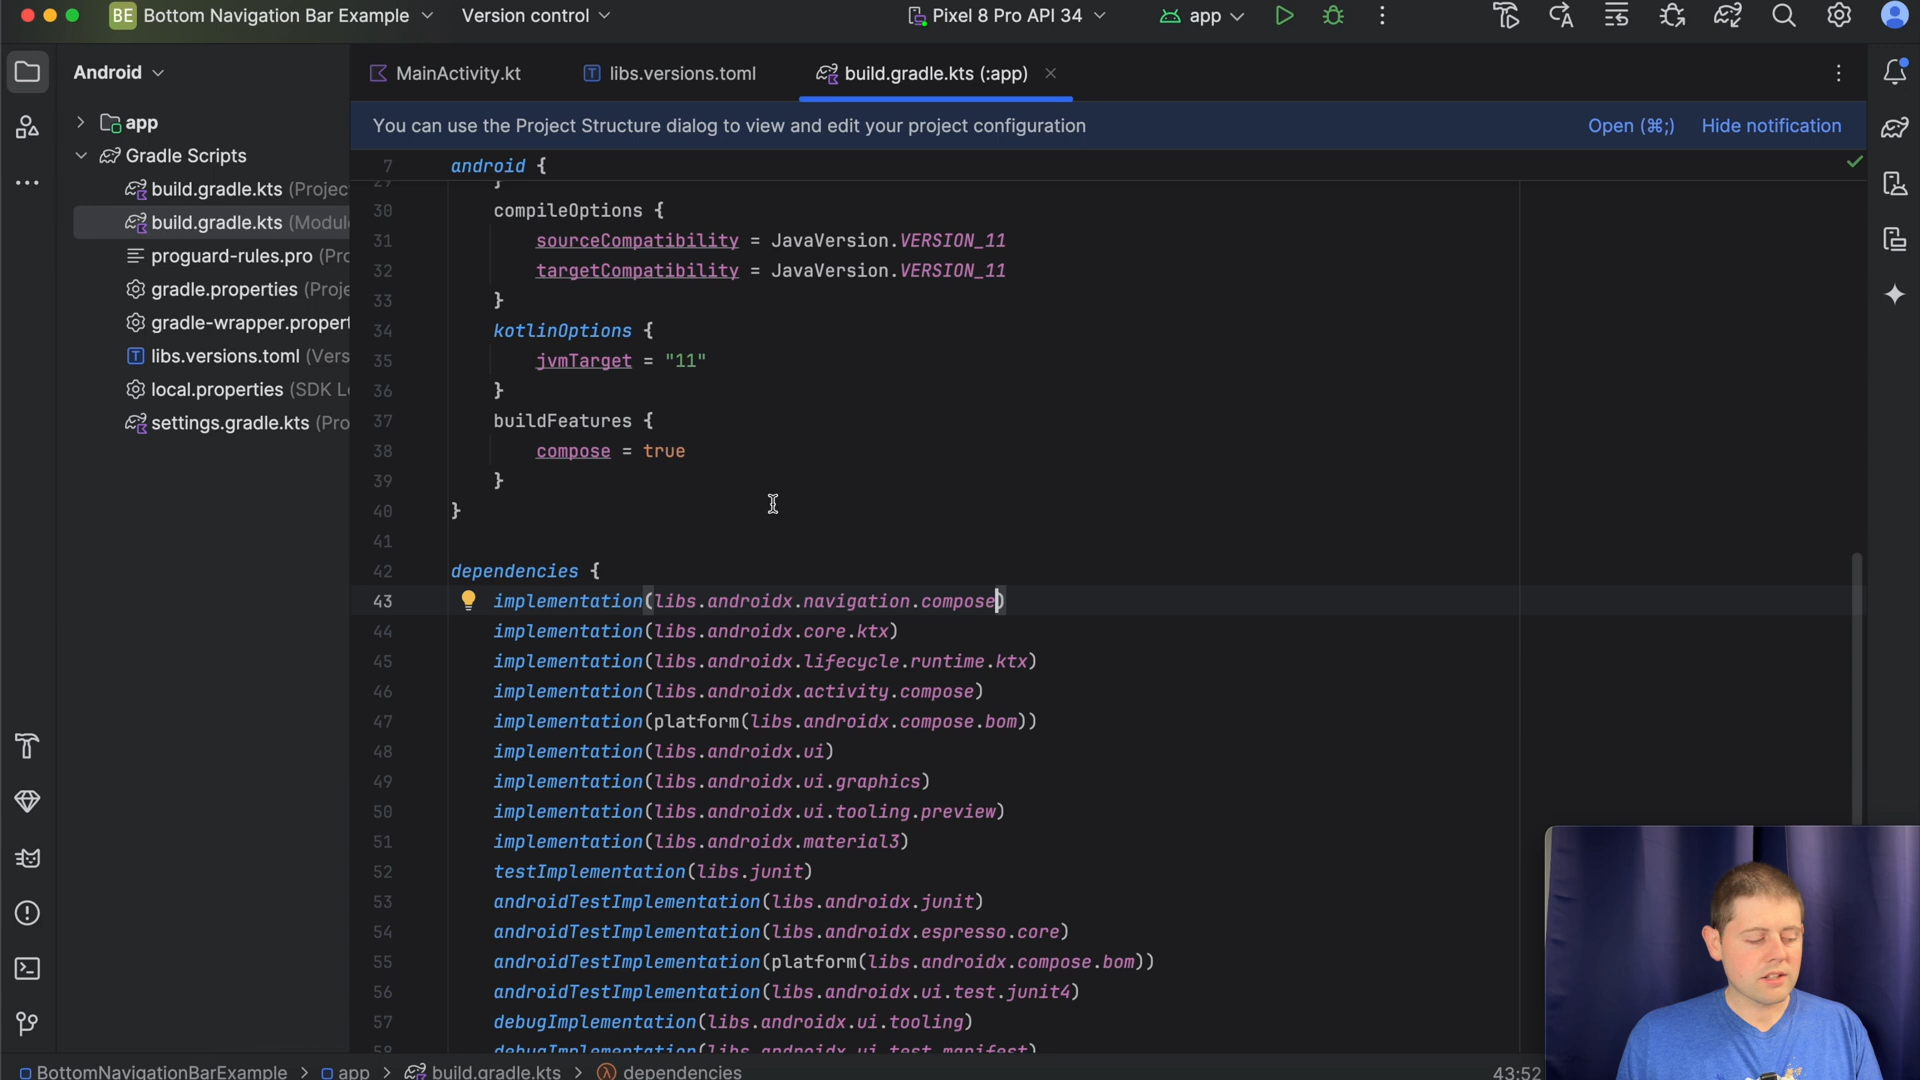 BE Bottom Navigation Bar Example Version control Pixel 8 Pro API 34 app
Android
MainActivity.kt libs.versions.toml build.gradle.kts (:app)
app
Gradle Scripts
build.gradle.kts (Projec
build.gradle.kts (Modul
proguard-rules.pro (Prc
gradle.properties (Proje
gradle-wrapper.propert
libs.versions.toml (Vers
local.properties (SDK L
settings.gradle.kts (Pro
You can use the Project Structure dialog to view and edit your project configuration Open (⌘;) Hide notification
7 android {
29 }
30 compileOptions {
31 sourceCompatibility = JavaVersion.VERSION_11
32 targetCompatibility = JavaVersion.VERSION_11
33 }
34 kotlinOptions {
35 jvmTarget = "11"
36 }
37 buildFeatures {
38 compose = true
39 }
40 }
41
42 dependencies {
43 implementation(libs.androidx.navigation.compose)
44 implementation(libs.androidx.core.ktx)
45 implementation(libs.androidx.lifecycle.runtime.ktx)
46 implementation(libs.androidx.activity.compose)
47 implementation(platform(libs.androidx.compose.bom))
48 implementation(libs.androidx.ui)
49 implementation(libs.androidx.ui.graphics)
50 implementation(libs.androidx.ui.tooling.preview)
51 implementation(libs.androidx.material3)
52 testImplementation(libs.junit)
53 androidTestImplementation(libs.androidx.junit)
54 androidTestImplementation(libs.androidx.espresso.core)
55 androidTestImplementation(platform(libs.androidx.compose.bom))
56 androidTestImplementation(libs.androidx.ui.test.junit4)
57 debugImplementation(libs.androidx.ui.tooling)
58 debugImplementation(libs.androidx.ui.test.manifest)
BottomNavigationBarExample > app > build.gradle.kts > dependencies 43:52